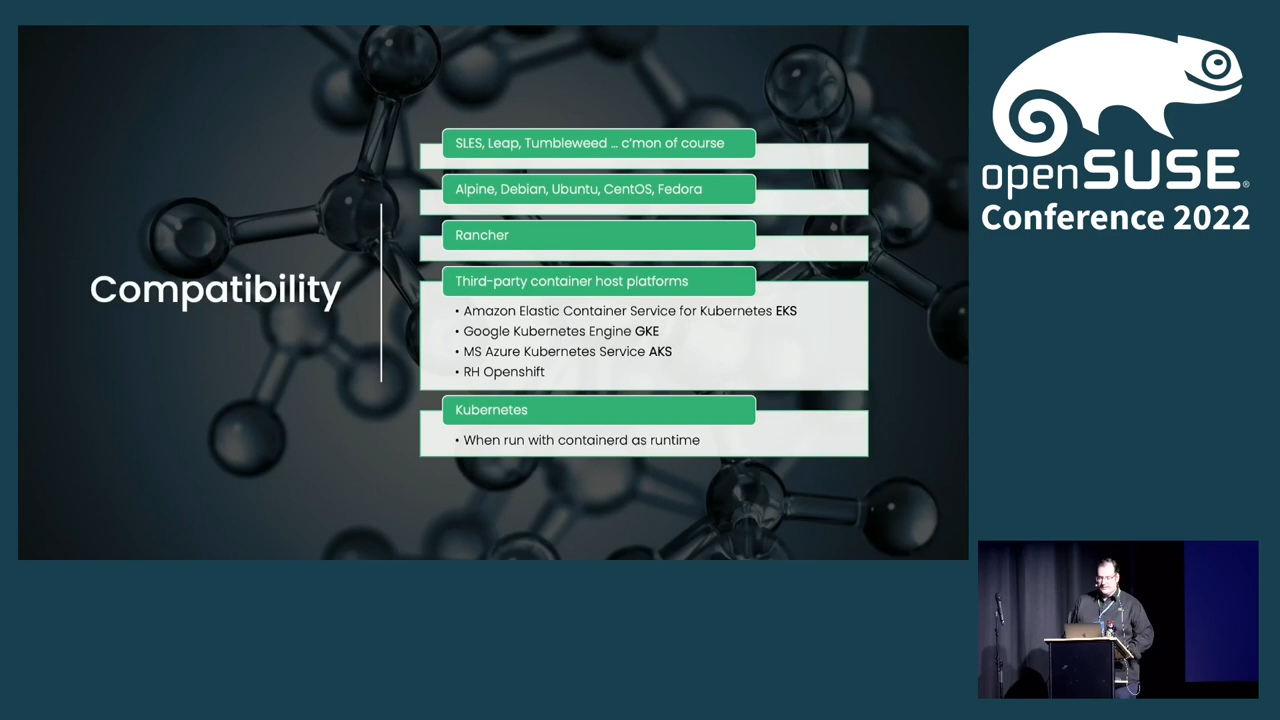 Compatibility
SLES, Leap, Tumbleweed ... c'mon of course
Alpine, Debian, Ubuntu, CentOS, Fedora
Rancher
Third-party container host platforms
• Amazon Elastic Container Service for Kubernetes EKS
• Google Kubernetes Engine GKE
• MS Azure Kubernetes Service AKS
• RH Openshift
Kubernetes
• When run with containerd as runtime
openSUSE®
Conference 2022